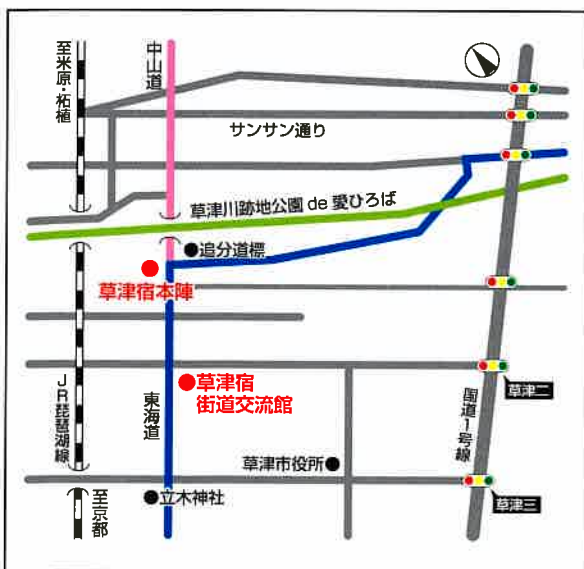 至米原・柘植
中山道
サンサン通り
草津川跡地公園 de 愛ひろば
追分道標
草津宿本陣
草津宿
街道交流館
JR琵琶湖線
東海道
国道1号線
草津二
草津市役所
草津三
立木神社
至京都